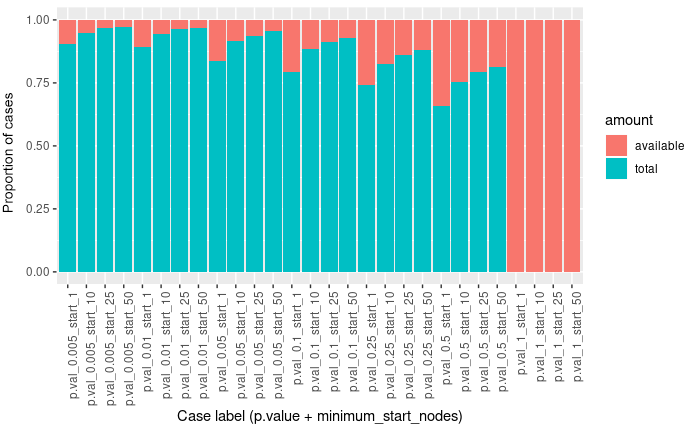 1.00
0.75
0.50
0.25
0.00
Proportion of cases
p.val_0.005_start_1
p.val_0.005_start_10
p.val_0.005_start_25
p.val_0.005_start_50
p.val_0.01_start_1
p.val_0.01_start_10
p.val_0.01_start_25
p.val_0.01_start_50
p.val_0.05_start_1
p.val_0.05_start_10
p.val_0.05_start_25
p.val_0.05_start_50
p.val_0.1_start_1
p.val_0.1_start_10
p.val_0.1_start_25
p.val_0.1_start_50
p.val_0.25_start_1
p.val_0.25_start_10
p.val_0.25_start_25
p.val_0.25_start_50
p.val_0.5_start_1
p.val_0.5_start_10
p.val_0.5_start_25
p.val_0.5_start_50
p.val_1_start_1
p.val_1_start_10
p.val_1_start_25
p.val_1_start_50
Case label (p.value + minimum_start_nodes)
amount
available
total